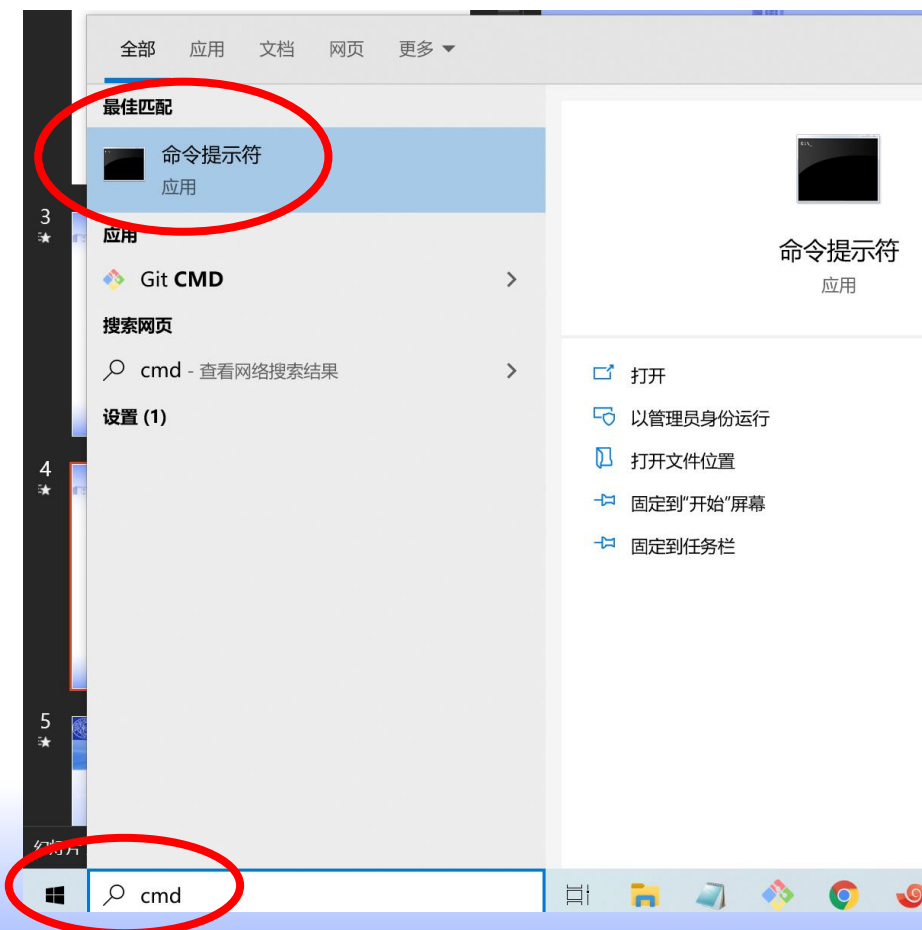 全部 应用 文档 网页 更多
最佳匹配
命令提示符
应用
应用
Git CMD
搜索网页
cmd - 查看网络搜索结果
设置 (1)
命令提示符
应用
打开
以管理员身份运行
打开文件位置
固定到"开始"屏幕
固定到任务栏
3
4
5
幻灯片
cmd